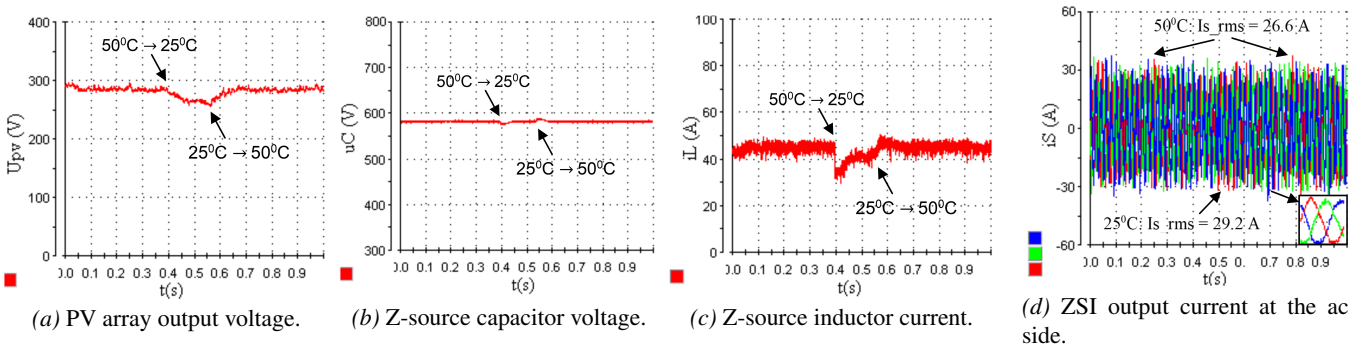 400
300
200
100
0
Upv (V)
50⁰C → 25⁰C
25⁰C → 50⁰C
0.0 0.1 0.2 0.3 0.4 0.5 0.6 0.7 0.8 0.9
t(s)
(a) PV array output voltage.
800
700
600
500
400
300
uC (V)
50⁰C → 25⁰C
25⁰C → 50⁰C
0.0 0.1 0.2 0.3 0.4 0.5 0.6 0.7 0.8 0.9
t(s)
(b) Z-source capacitor voltage.
100
80
60
40
20
0
iL (A)
50⁰C → 25⁰C
25⁰C → 50⁰C
0.0 0.1 0.2 0.3 0.4 0.5 0.6 0.7 0.8 0.9
t(s)
(c) Z-source inductor current.
60
30
0
-30
-60
iS (A)
50⁰C: Is_rms = 26.6 A
25⁰C: Is_rms = 29.2 A
0.0 0.1 0.2 0.3 0.4 0.5 0. 0.7 0.8 0.9
t(s)
(d) ZSI output current at the ac
side.